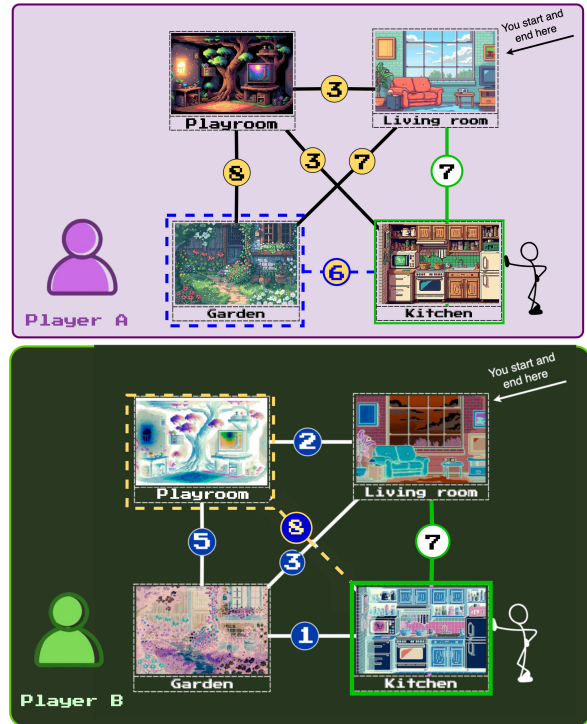 You start and
end here
3
Playroom
Living room
8
3
7
7
6
Garden
Kitchen
Player A
You start and
end here
2
Playroom
Living room
8
5
3
7
1
Garden
Kitchen
Player B